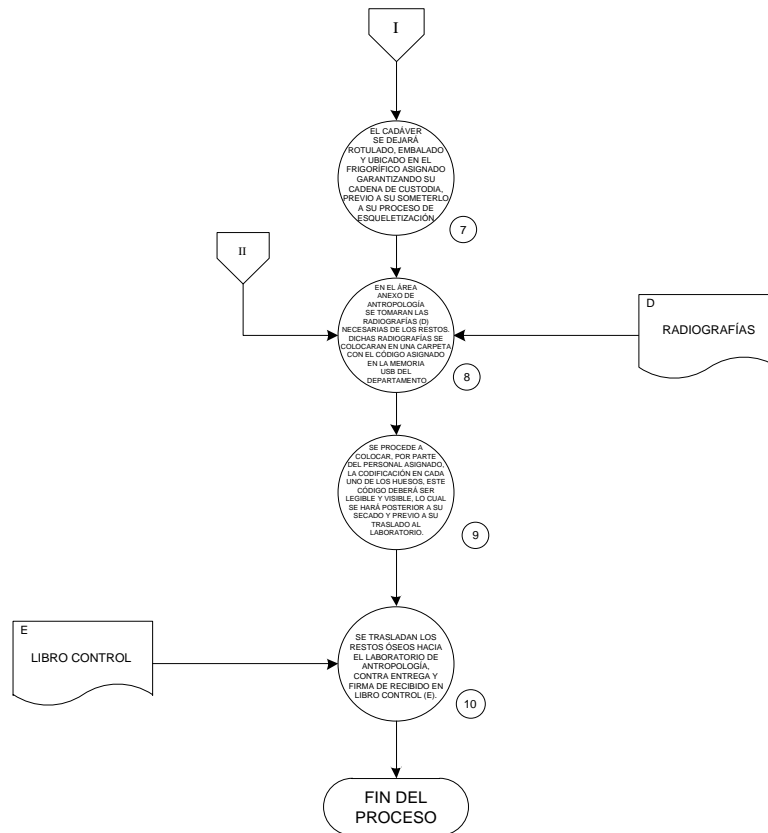 I
EL CADÁVER
SE DEJARÁ
ROTULADO, EMBALADO
Y UBICADO EN EL
FRIGORÍFICO ASIGNADO
GARANTIZANDO SU
CADENA DE CUSTODIA,
PREVIO A SU SOMETERLO
A SU PROCESO DE
ESQUELETIZACIÓN
7
II
EN EL ÁREA
ANEXO DE
ANTROPOLOGÍA
SE TOMARAN LAS
RADIOGRAFÍAS (D)
NECESARIAS DE LOS RESTOS.
DICHAS RADIOGRAFÍAS SE
COLOCARAN EN UNA CARPETA
CON EL CÓDIGO ASIGNADO
EN LA MEMORIA
USB DEL
DEPARTAMENTO.
8
D
RADIOGRAFÍAS
SE PROCEDE A
COLOCAR, POR PARTE
DEL PERSONAL ASIGNADO,
LA CODIFICACIÓN EN CADA
UNO DE LOS HUESOS, ESTE
CÓDIGO DEBERÁ SER
LEGIBLE Y VISIBLE, LO CUAL
SE HARÁ POSTERIOR A SU
SECADO Y PREVIO A SU
TRASLADO AL
LABORATORIO.
9
E
LIBRO CONTROL
SE TRASLADAN LOS
RESTOS ÓSEOS HACIA
EL LABORATORIO DE
ANTROPOLOGÍA,
CONTRA ENTREGA Y
FIRMA DE RECIBIDO EN
LIBRO CONTROL (E).
10
FIN DEL
PROCESO